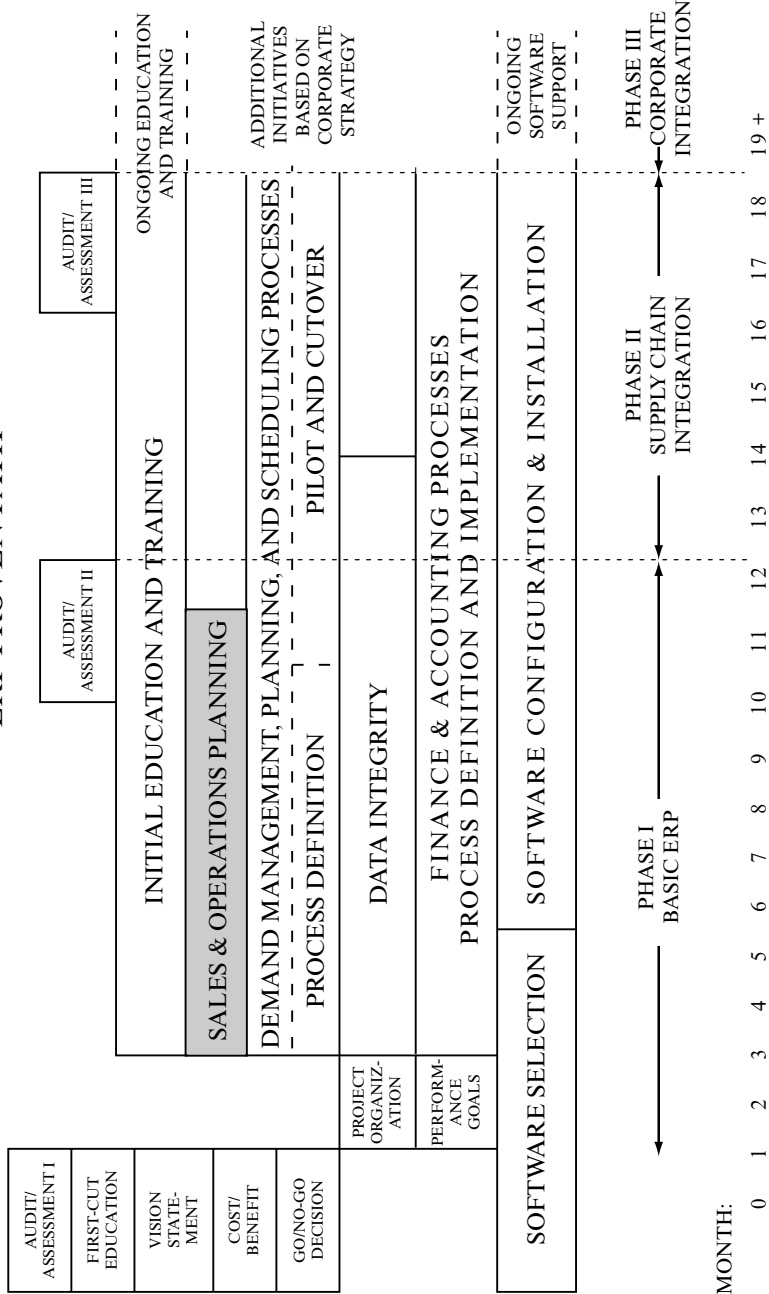 ERP PROVEN PATH
AUDIT/
ASSESSMENT I
FIRST-CUT
EDUCATION
VISION
STATE-
MENT
COST/
BENEFIT
GO/NO-GO
DECISION
AUDIT/
ASSESSMENT II
AUDIT/
ASSESSMENT III
INITIAL EDUCATION AND TRAINING
ONGOING EDUCATION
AND TRAINING
SALES & OPERATIONS PLANNING
DEMAND MANAGEMENT, PLANNING, AND SCHEDULING PROCESSES
PROCESS DEFINITION
PILOT AND CUTOVER
ADDITIONAL
INITIATIVES
BASED ON
CORPORATE
STRATEGY
PROJECT
ORGANIZ-
ATION
DATA INTEGRITY
PERFORM-
ANCE
GOALS
FINANCE & ACCOUNTING PROCESSES
PROCESS DEFINITION AND IMPLEMENTATION
SOFTWARE SELECTION
SOFTWARE CONFIGURATION & INSTALLATION
ONGOING
SOFTWARE
SUPPORT
PHASE I
BASIC ERP
PHASE II
SUPPLY CHAIN
INTEGRATION
PHASE III
CORPORATE
INTEGRATION
MONTH:
0 1 2 3 4 5 6 7 8 9 10 11 12 13 14 15 16 17 18 19 +